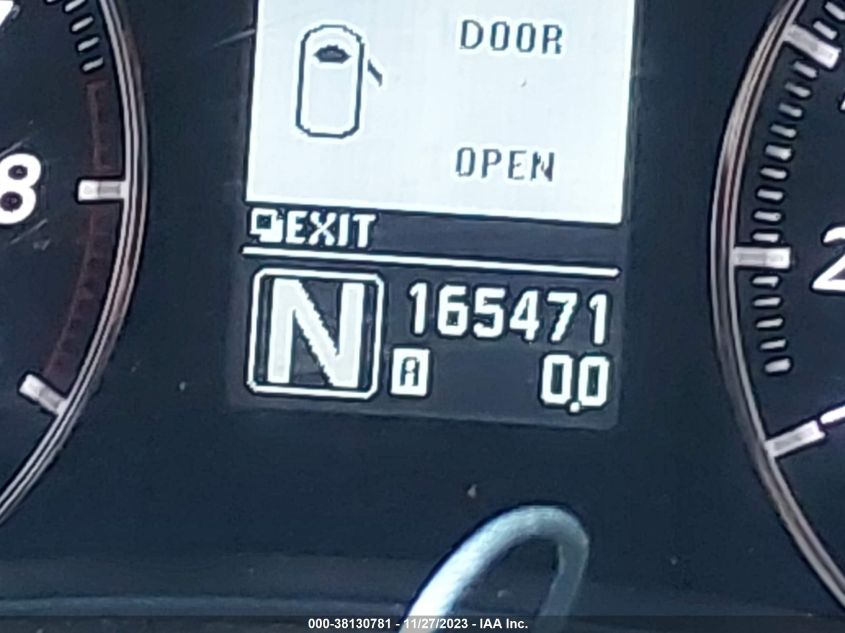 DOOR
OPEN
EXIT
8
N
165471
A
0.0
2
000-38130781 - 11/27/2023 - IAA Inc.